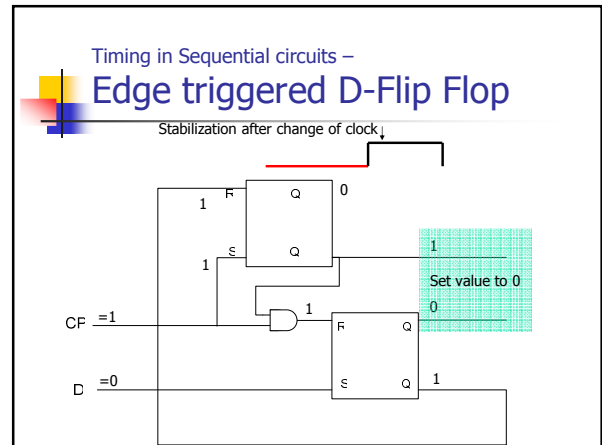 Timing in Sequential circuits –
Edge triggered D-Flip Flop
Stabilization after change of clock
R Q 0
1
S Q 1
1
Set value to 0
CP =1
1 R Q 0
D =0
S Q 1